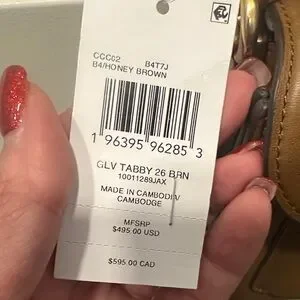 CCC02 B4T7J
B4/HONEY BROWN
1 96395 96285 3
GLV TABBY 26 BRN
10011289JAX
MADE IN CAMBODIA/
CAMBODGE
MFSRP
$495.00 USD
$595.00 CAD